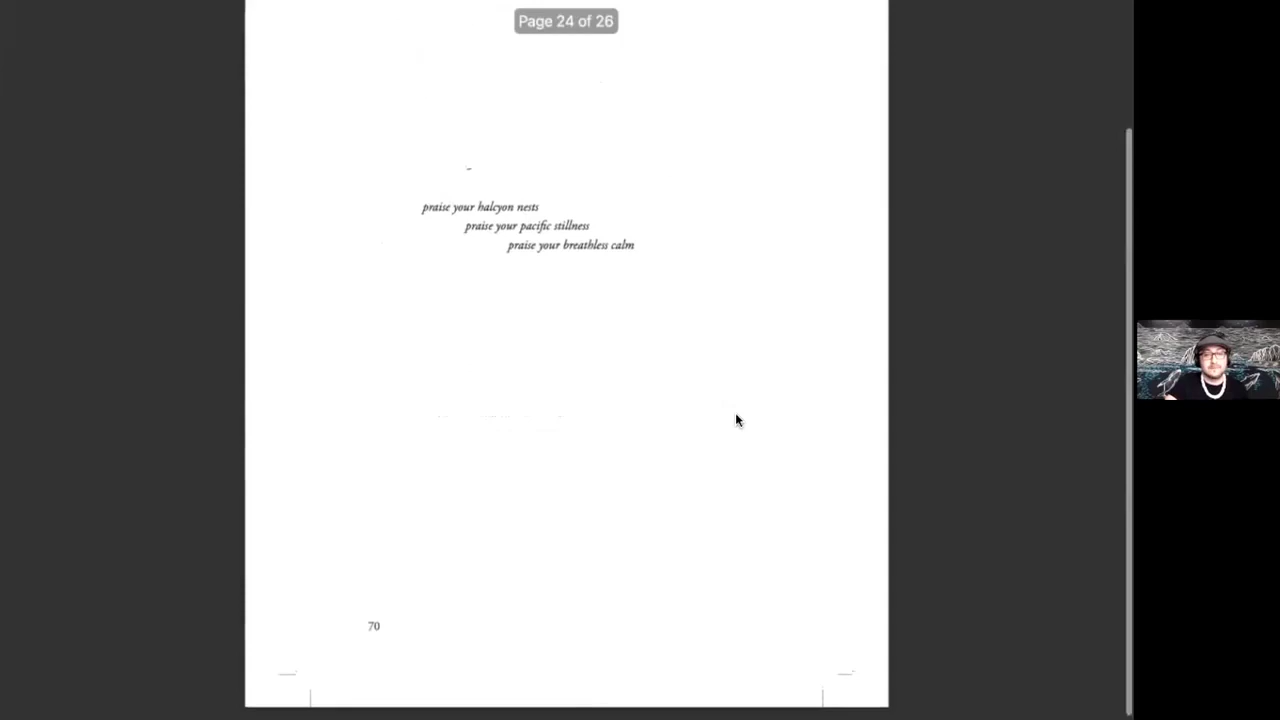 Page 24 of 26
praise your halcyon nests
praise your pacific stillness
praise your breathless calm
70